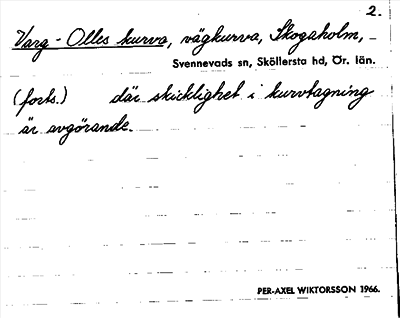 2.
Varg-Olles kurva, vägkurva, Skogaholm,
Svennevads sn, Sköllersta hd, Ör. län.
(forts.) där skicklighet i kurvtagning
är avgörande.
PER-AXEL WIKTORSSON 1966.